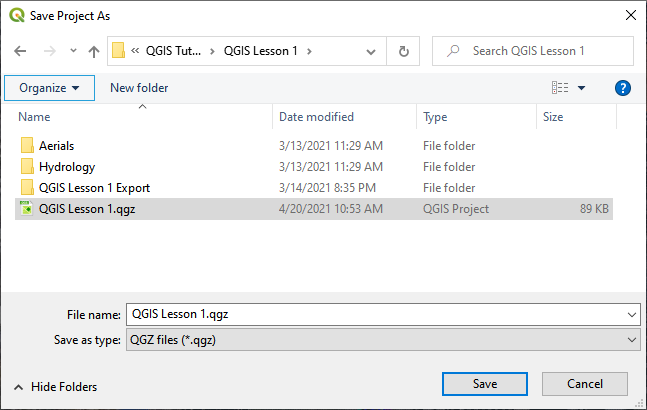 Save Project As
« QGIS Tut... › QGIS Lesson 1 ›
Search QGIS Lesson 1
Organize New folder
Name Date modified Type Size
Aerials 3/13/2021 11:29 AM File folder
Hydrology 3/13/2021 11:29 AM File folder
QGIS Lesson 1 Export 3/14/2021 8:35 PM File folder
QGIS Lesson 1.qgz 4/20/2021 10:53 AM QGIS Project 89 KB
File name: QGIS Lesson 1.qgz
Save as type: QGZ files (*.qgz)
Hide Folders Save Cancel